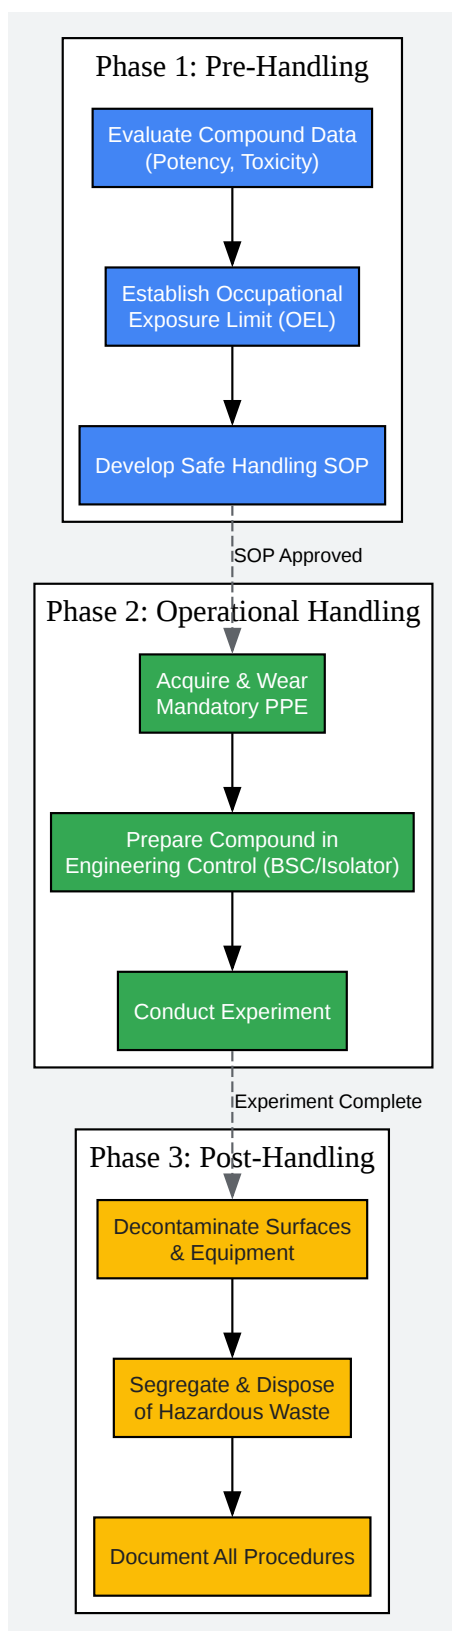 Phase 1: Pre-Handling
Evaluate Compound Data
(Potency, Toxicity)
Establish Occupational
Exposure Limit (OEL)
Develop Safe Handling SOP
SOP Approved
Phase 2: Operational Handling
Acquire & Wear
Mandatory PPE
Prepare Compound in
Engineering Control (BSC/Isolator)
Conduct Experiment
Experiment Complete
Phase 3: Post-Handling
Decontaminate Surfaces
& Equipment
Segregate & Dispose
of Hazardous Waste
Document All Procedures